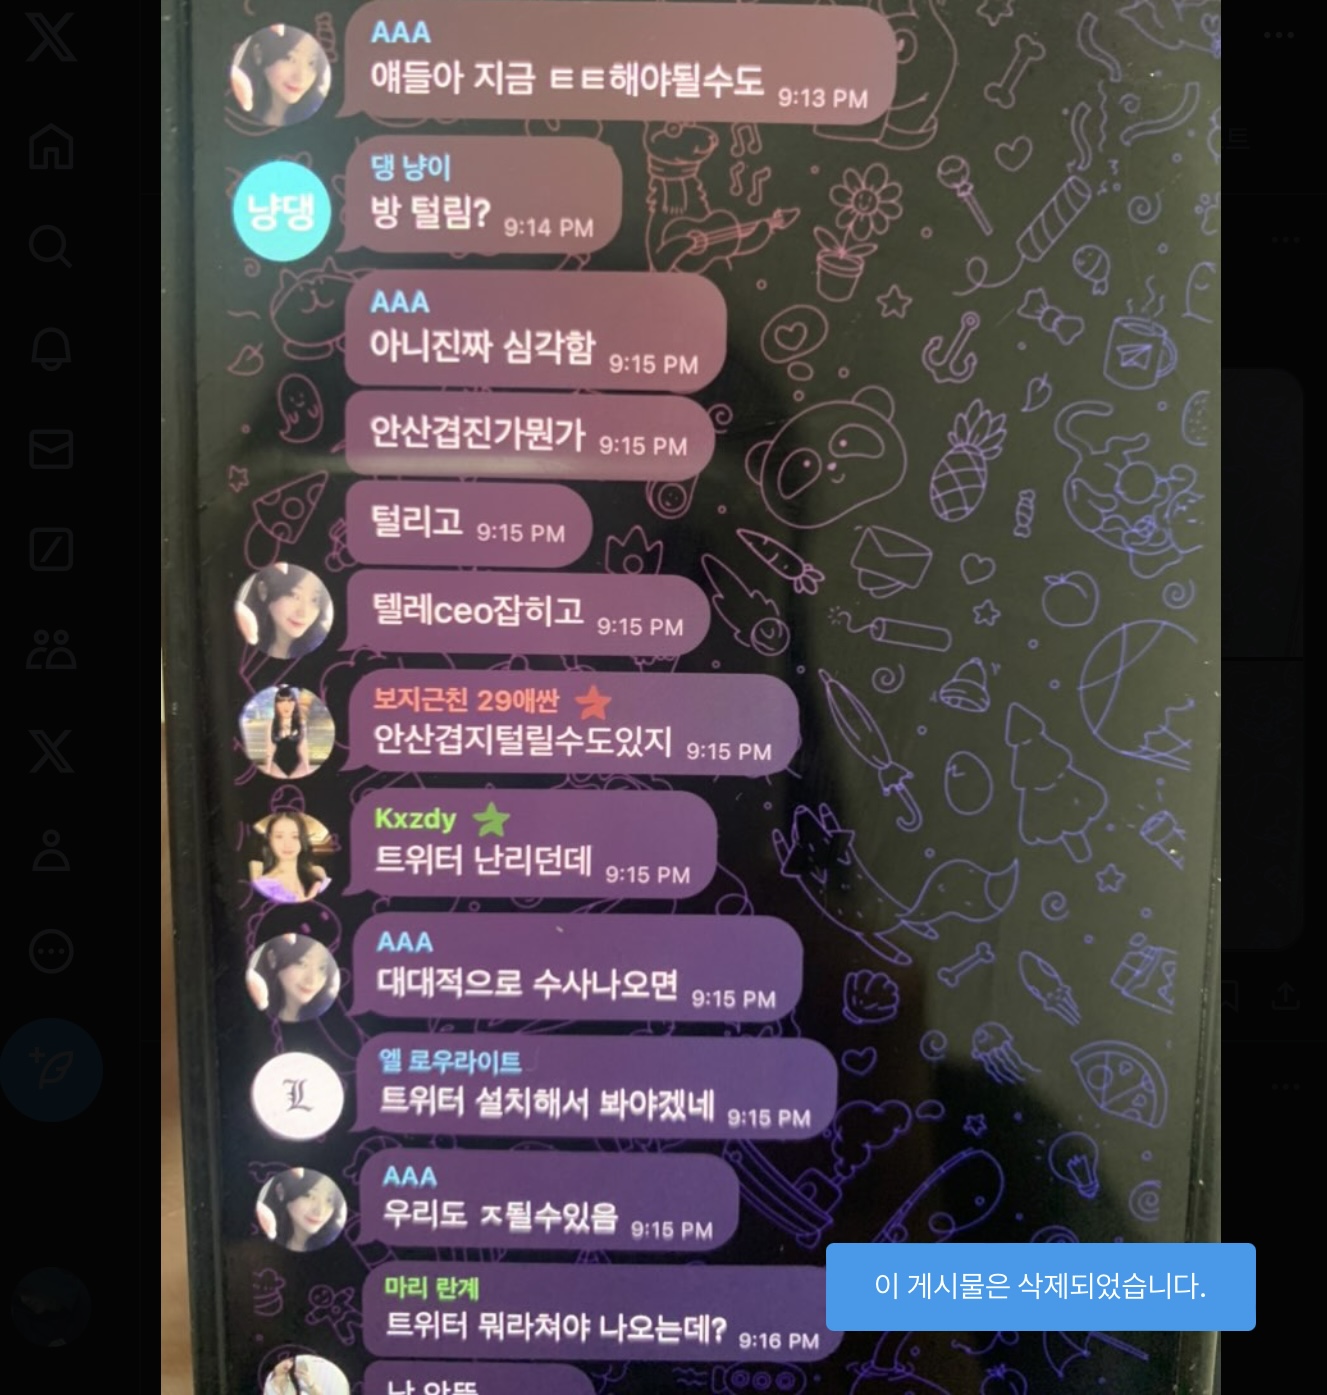 AAA
얘들아 지금 ㅌㅌ해야될수도 9:13 PM
냥댕
댕 냥이
방 털림? 9:14 PM
AAA
아니진짜 심각함 9:15 PM
안산겹진가뭔가 9:15 PM
털리고 9:15 PM
텔레ceo잡히고 9:15 PM
보지근친 29애싼
안산겹지털릴수도있지 9:15 PM
Kxzdy
트위터 난리던데 9:15 PM
AAA
대대적으로 수사나오면 9:15 PM
엘 로우라이트
L
트위터 설치해서 봐야겠네 9:15 PM
AAA
우리도 ㅈ될수있음 9:15 PM
마리 란계
트위터 뭐라쳐야 나오는데? 9:16 PM
이 게시물은 삭제되었습니다.